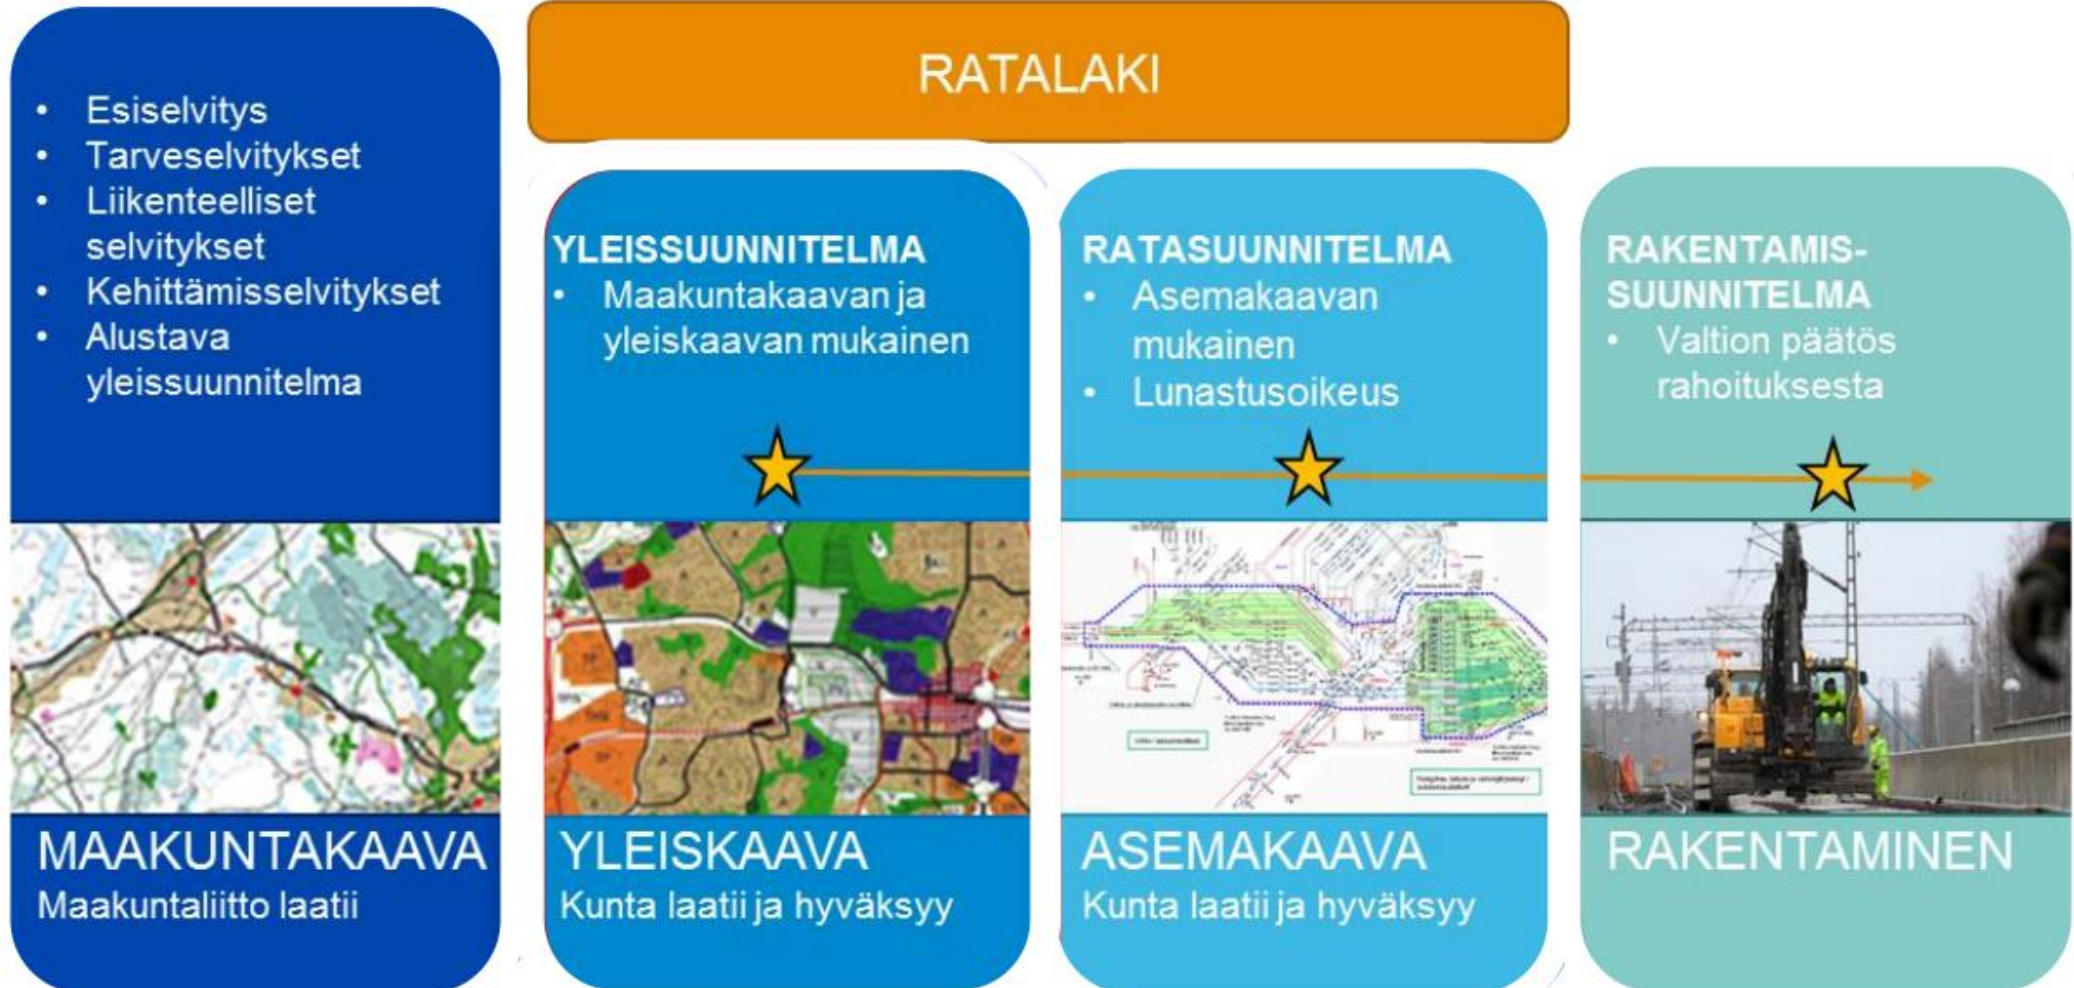 • Esiselvitys
• Tarveselvitykset
• Liikenteelliset
selvitykset
• Kehittämisselvitykset
• Alustava
yleissuunnitelma
MAAKUNTAKAAVA
Maakuntaliitto laatii
RATALAKI
YLEISSUUNNITELMA
• Maakuntakaavan ja
yleiskaavan mukainen
YLEISKAAVA
Kunta laatii ja hyväksyy
RATASUUNNITELMA
• Asemakaavan
mukainen
• Lunastusoikeus
ASEMAKAAVA
Kunta laatii ja hyväksyy
RAKENTAMIS-
SUUNNITELMA
• Valtion päätös
rahoituksesta
RAKENTAMINEN